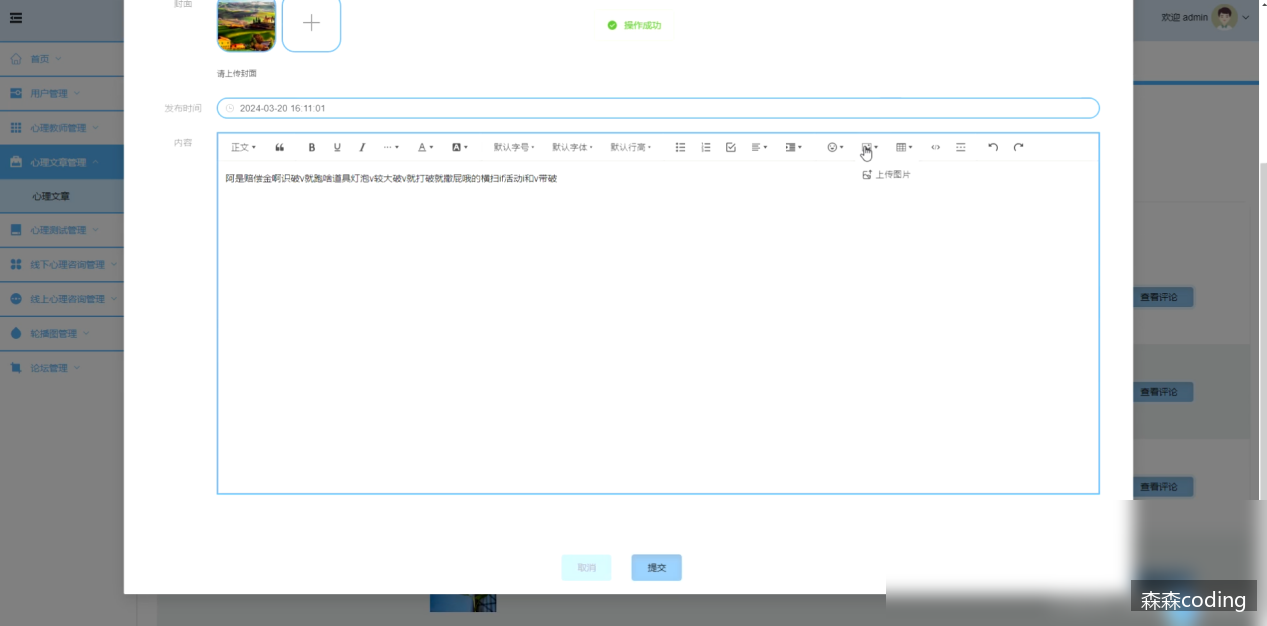 封面
操作成功
欢迎 admin
请上传封面
首页
发布时间
2024-03-20 16:11:01
用户管理
心理教师管理
内容
正文
B U I
A A
默认字号
默认字体
默认行高
上传图片
心理文章管理
阿是赔偿金啊识破v就跑啥道具灯泡v较大破v就打破就撒屁哦的横扫if活动i和v带破
心理文章
心理测试管理
线下心理咨询管理
线上心理咨询管理
查看评论
轮播图管理
论坛管理
查看评论
查看评论
取消
提交
森森coding